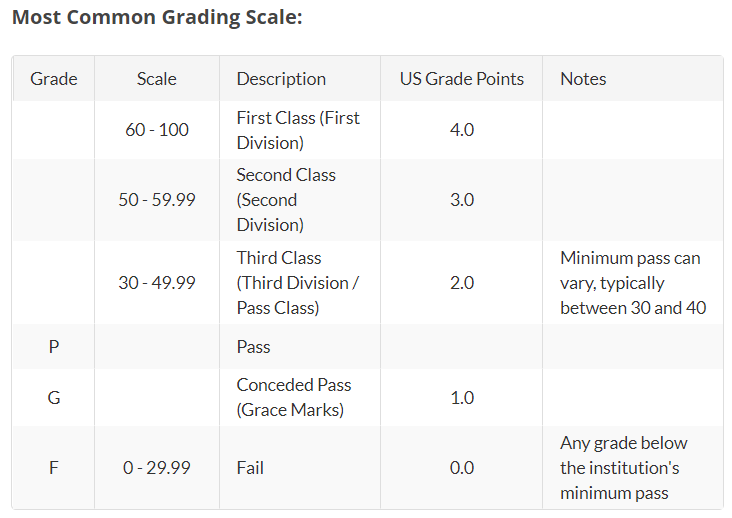 Most Common Grading Scale:
Grade Scale Description US Grade Points Notes
60 - 100 First Class (First Division) 4.0
50 - 59.99 Second Class (Second Division) 3.0
30 - 49.99 Third Class (Third Division / Pass Class) 2.0 Minimum pass can vary, typically between 30 and 40
P Pass
G Conceded Pass (Grace Marks) 1.0
F 0 - 29.99 Fail 0.0 Any grade below the institution's minimum pass